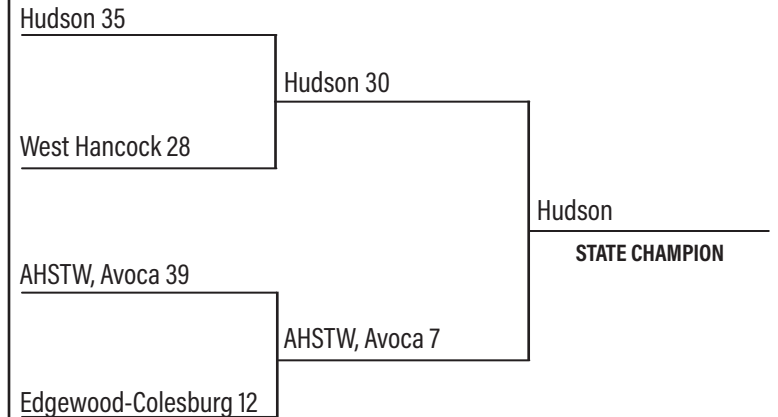 Hudson 35
Hudson 30
West Hancock 28
Hudson
STATE CHAMPION
AHSTW, Avoca 39
AHSTW, Avoca 7
Edgewood-Colesburg 12